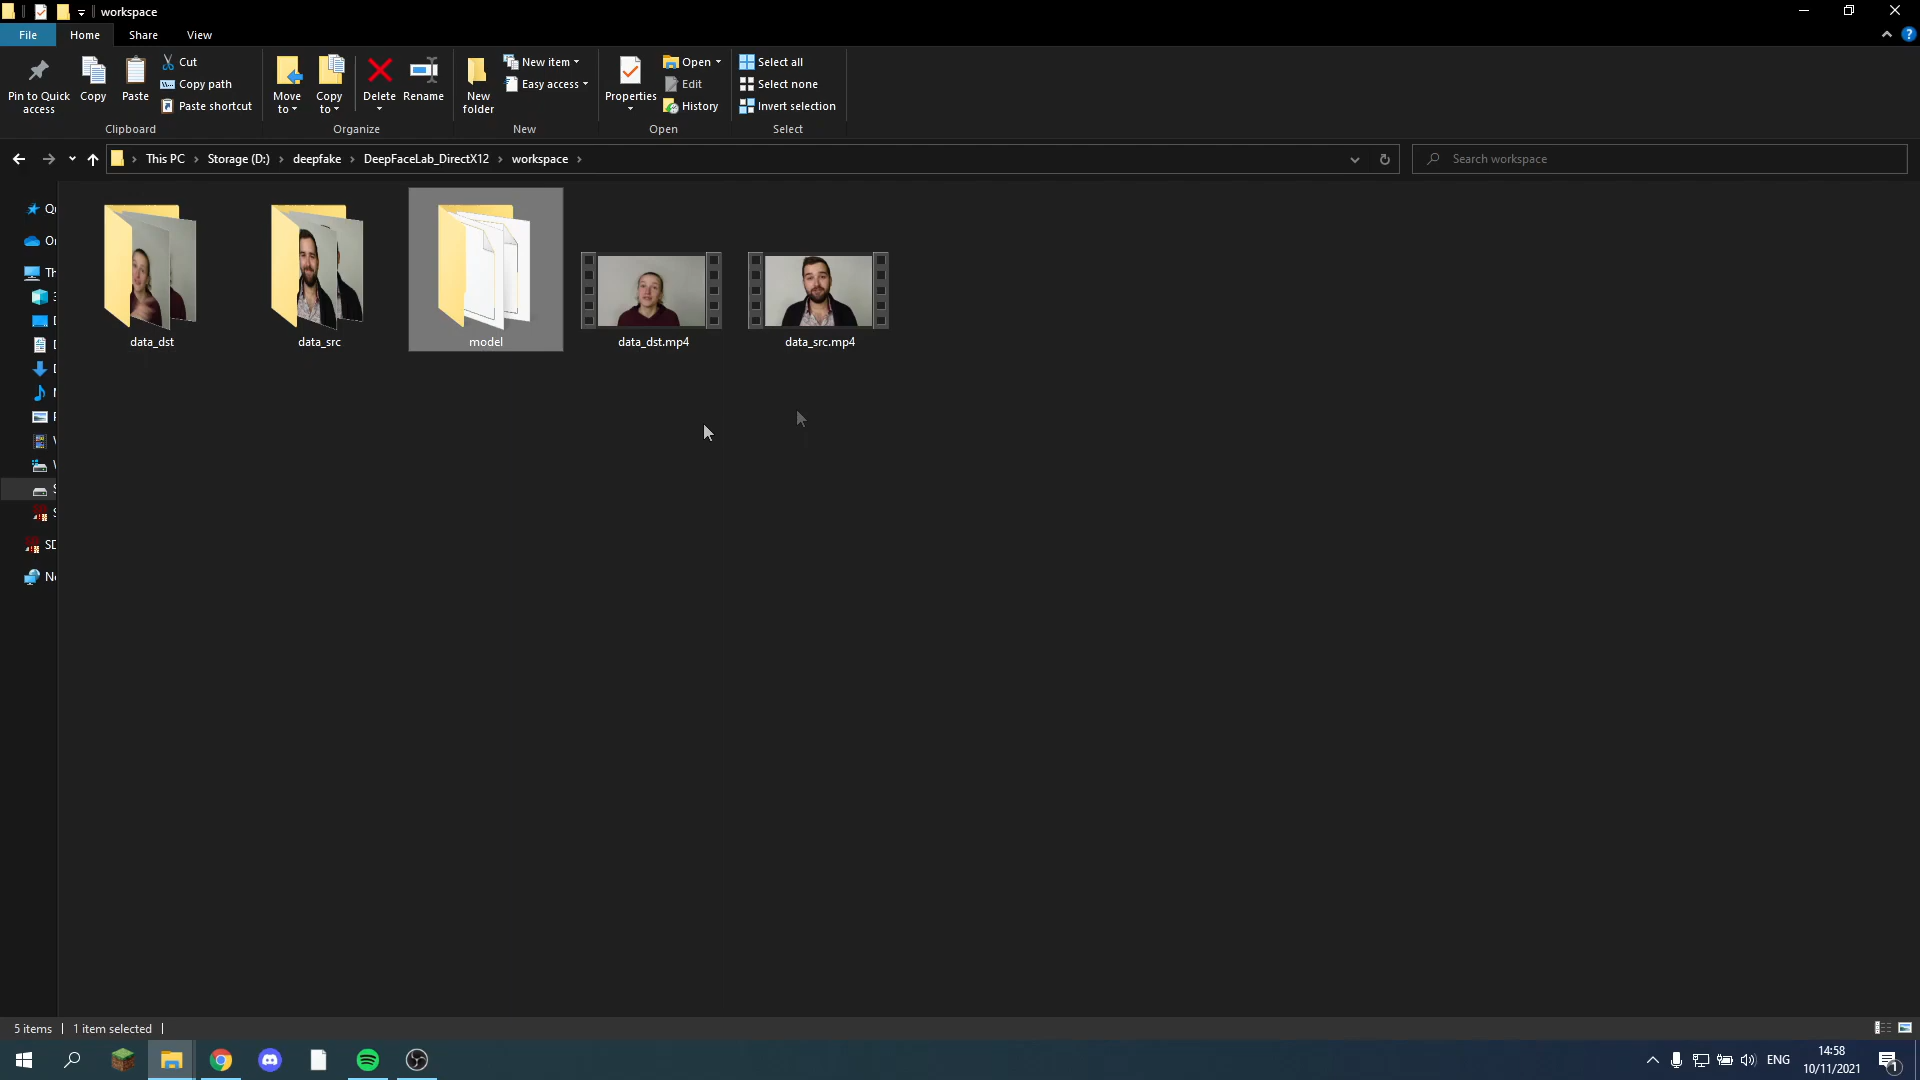 workspace
File Home Share View
Pin to Quick access
Copy
Paste
Cut
Copy path
Paste shortcut
Clipboard
Move to
Copy to
Delete
Rename
Organize
New folder
New item
Easy access
New
Properties
Open
Edit
History
Open
Select all
Select none
Invert selection
Select
This PC > Storage (D:) > deepfake > DeepFaceLab_DirectX12 > workspace >
Search workspace
data_dst
data_src
model
data_dst.mp4
data_src.mp4
5 items | 1 item selected |
ENG
14:58
10/11/2021
1